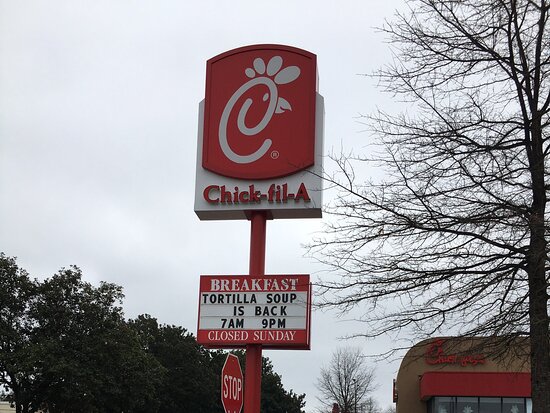 Chick-fil-A
BREAKFAST
TORTILLA SOUP
IS BACK
7AM 9PM
CLOSED SUNDAY
STOP
Chick-fil-A